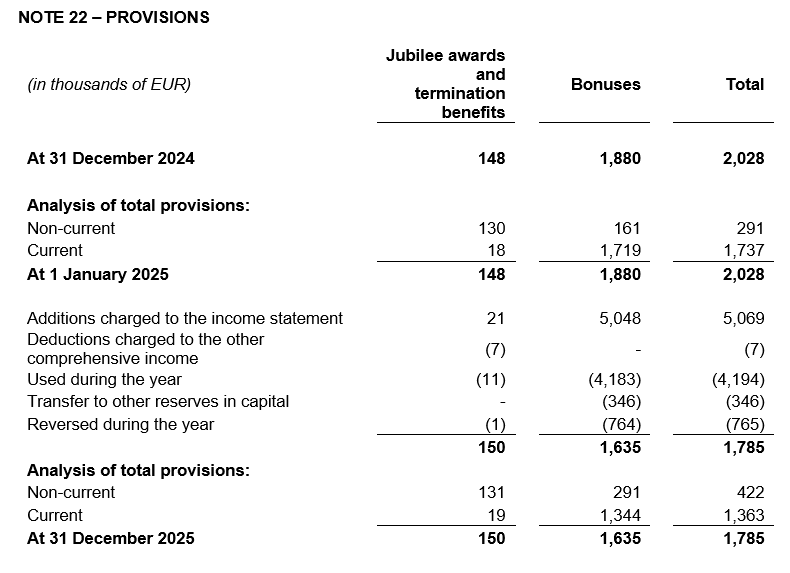 NOTE 22 – PROVISIONS
(in thousands of EUR) Jubilee awards and termination benefits Bonuses Total
At 31 December 2024 148 1,880 2,028
Analysis of total provisions:
Non-current 130 161 291
Current 18 1,719 1,737
At 1 January 2025 148 1,880 2,028
Additions charged to the income statement 21 5,048 5,069
Deductions charged to the other
comprehensive income (7) - (7)
Used during the year (11) (4,183) (4,194)
Transfer to other reserves in capital - (346) (346)
Reversed during the year (1) (764) (765)
150 1,635 1,785
Analysis of total provisions:
Non-current 131 291 422
Current 19 1,344 1,363
At 31 December 2025 150 1,635 1,785